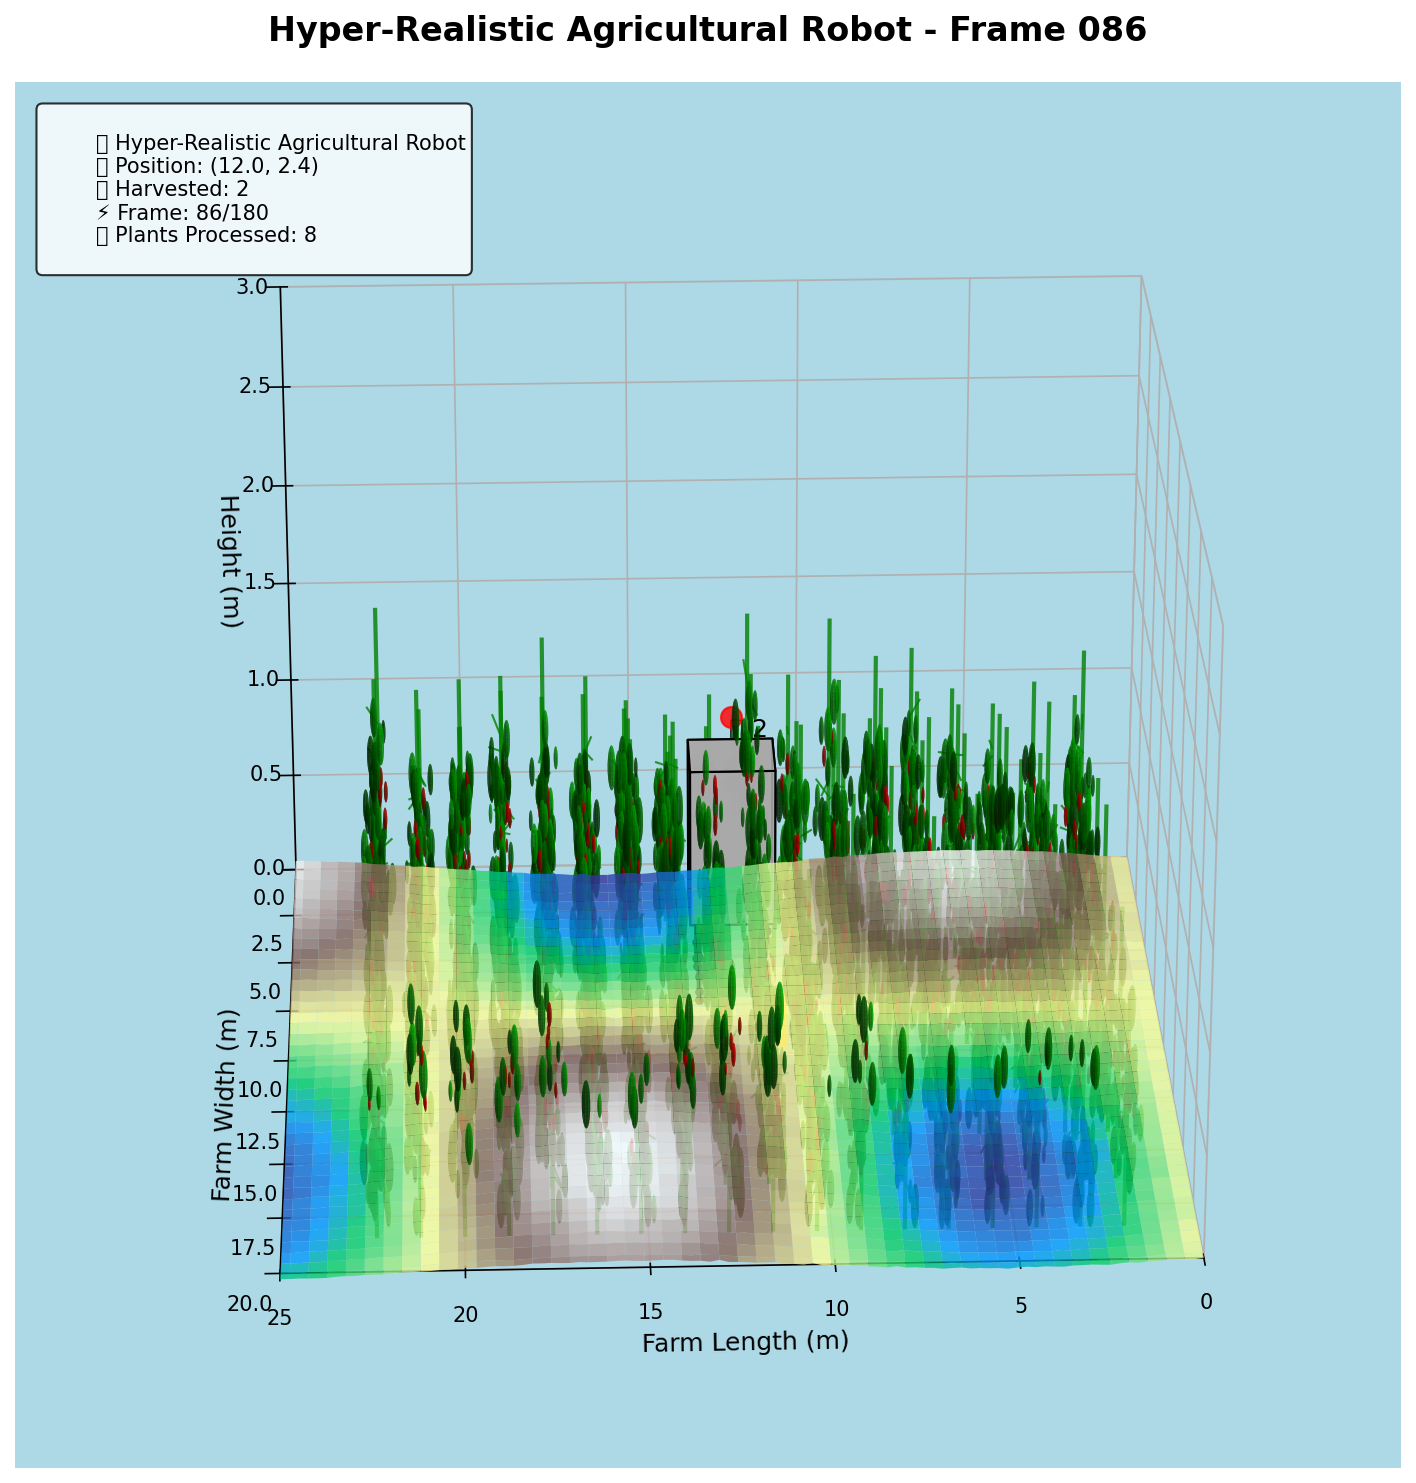 Hyper-Realistic Agricultural Robot - Frame 086
Hyper-Realistic Agricultural Robot
Position: (12.0, 2.4)
Harvested: 2
⚡ Frame: 86/180
Plants Processed: 8
3.0
2.5
2.0
1.5
1.0
0.5
0.0
Height (m)
2
0.0
2.5
5.0
7.5
10.0
12.5
15.0
17.5
20.0
Farm Width (m)
25
20
15
10
5
0
Farm Length (m)